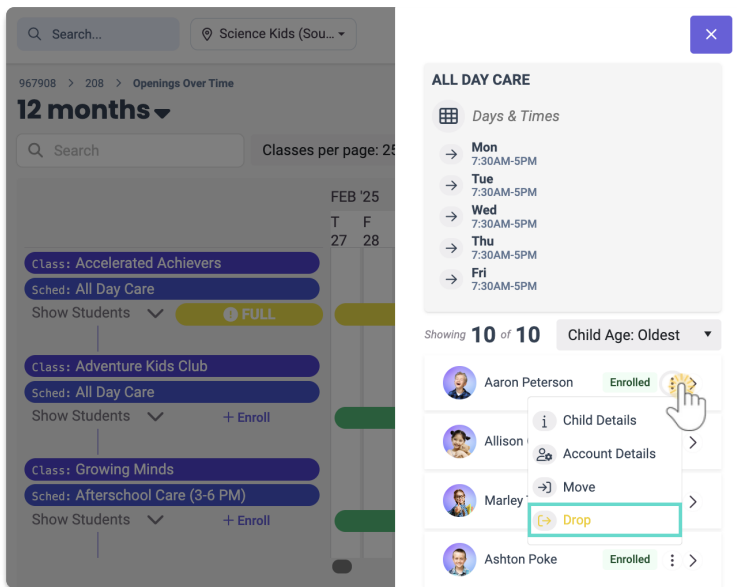 Search...
Science Kids (Sou...
967908 > 208 > Openings Over Time
12 months
Search
Classes per page: 25
FEB '25
T F
27 28
Class: Accelerated Achievers
Sched: All Day Care
Show Students
FULL
Class: Adventure Kids Club
Sched: All Day Care
Show Students
+ Enroll
Class: Growing Minds
Sched: Afterschool Care (3-6 PM)
Show Students
+ Enroll
ALL DAY CARE
Days & Times
Mon
7:30AM-5PM
Tue
7:30AM-5PM
Wed
7:30AM-5PM
Thu
7:30AM-5PM
Fri
7:30AM-5PM
Showing 10 of 10
Child Age: Oldest
Aaron Peterson Enrolled
Child Details
Allison
Account Details
Move
Marley
Drop
Ashton Poke Enrolled